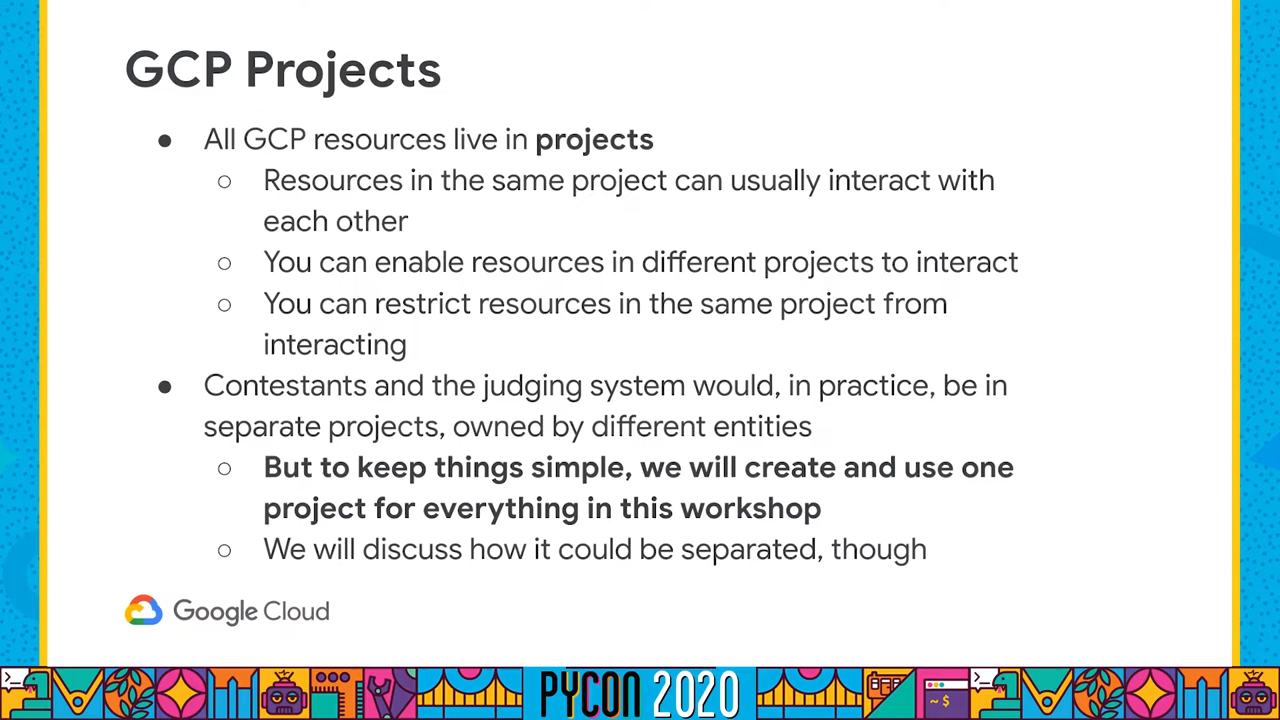 GCP Projects
● All GCP resources live in projects
○ Resources in the same project can usually interact with
each other
○ You can enable resources in different projects to interact
○ You can restrict resources in the same project from
interacting
● Contestants and the judging system would, in practice, be in
separate projects, owned by different entities
○ But to keep things simple, we will create and use one
project for everything in this workshop
○ We will discuss how it could be separated, though
Google Cloud
PYCON 2020
~$